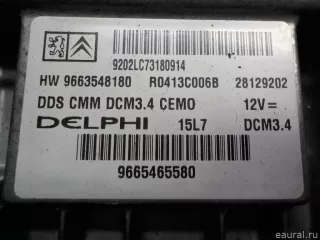 9202LC73180914
HW 9663548180 R0413C006B 28129202
DDS CMM DCM3.4 CEMO 12V=
DELPHI 15L7 DCM3.4
9665465580
eaural.ru